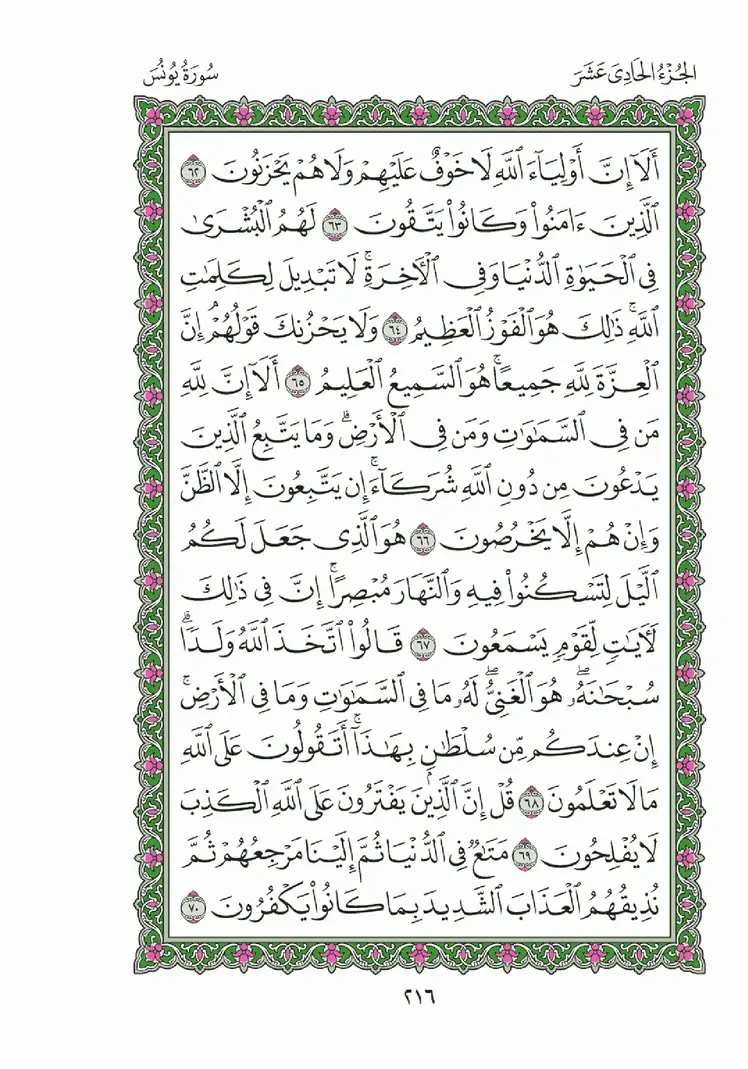 الجُزْءُ الحَادِىَ عَشَرَ
سُورَةُ يُونُسَ
أَلَآ إِنَّ أَوْلِيَآءَ ٱللَّهِ لَا خَوْفٌ عَلَيْهِمْ وَلَا هُمْ يَحْزَنُونَ ٦٢
ٱلَّذِينَ ءَامَنُوا۟ وَكَانُوا۟ يَتَّقُونَ ٦٣ لَهُمُ ٱلْبُشْرَىٰ
فِى ٱلْحَيَوٰةِ ٱلدُّنْيَا وَفِى ٱلْأَخِرَةِۚ لَا تَبْدِيلَ لِكَلِمَٰتِ
ٱللَّهِۚ ذَٰلِكَ هُوَ ٱلْفَوْزُ ٱلْعَظِيمُ ٦٤ وَلَا يَحْزُنكَ قَوْلُهُمْۘ إِنَّ
ٱلْعِزَّةَ لِلَّهِ جَمِيعًاۚ هُوَ ٱلسَّمِيعُ ٱلْعَلِيمُ ٦٥ أَلَآ إِنَّ لِلَّهِ
مَن فِى ٱلسَّمَٰوَٰتِ وَمَن فِى ٱلْأَرْضِۗ وَمَا يَتَّبِعُ ٱلَّذِينَ
يَدْعُونَ مِن دُونِ ٱللَّهِ شُرَكَآءَۚ إِن يَتَّبِعُونَ إِلَّا ٱلظَّنَّ
وَإِنْ هُمْ إِلَّا يَخْرُصُونَ ٦٦ هُوَ ٱلَّذِى جَعَلَ لَكُمُ
ٱلَّيْلَ لِتَسْكُنُوا۟ فِيهِ وَٱلنَّهَارَ مُبْصِرًاۚ إِنَّ فِى ذَٰلِكَ
لَأَيَٰتٍ لِّقَوْمٍ يَسْمَعُونَ ٦٧ قَالُوا۟ ٱتَّخَذَ ٱللَّهُ وَلَدًاۗ
سُبْحَٰنَهُۥۖ هُوَ ٱلْغَنِىُّۖ لَهُۥ مَا فِى ٱلسَّمَٰوَٰتِ وَمَا فِى ٱلْأَرْضِۚ
إِنْ عِندَكُم مِّن سُلْطَٰنٍۭ بِهَٰذَآۚ أَتَقُولُونَ عَلَى ٱللَّهِ
مَا لَا تَعْلَمُونَ ٦٨ قُلْ إِنَّ ٱلَّذِينَ يَفْتَرُونَ عَلَى ٱللَّهِ ٱلْكَذِبَ
لَا يُفْلِحُونَ ٦٩ مَتَٰعٌ فِى ٱلدُّنْيَا ثُمَّ إِلَيْنَا مَرْجِعُهُمْ ثُمَّ
نُذِيقُهُمُ ٱلْعَذَابَ ٱلشَّدِيدَ بِمَا كَانُوا۟ يَكْفُرُونَ ٧٠
٢١٦